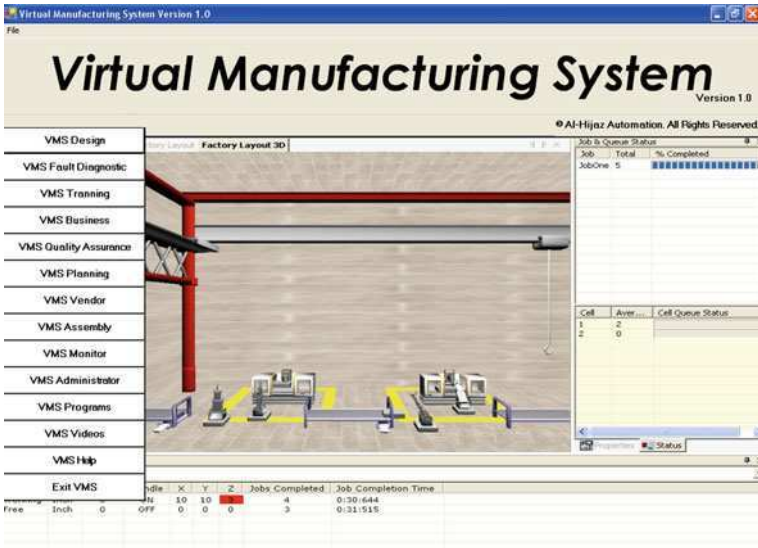 Virtual Manufacturing System Version 1.0
File
Virtual Manufacturing System
Version 1.0
Al-Hijaz Automation. All Rights Reserved
VMS Design
VMS Fault Diagnostic
VMS Tranning
VMS Business
VMS Quality Assurance
VMS Planning
VMS Vendor
VMS Assembly
VMS Monitor
VMS Administrator
VMS Programs
VMS Videos
VMS Help
Exit VMS
Layout Factory Layout 3D
Job & Queue Status
Job Total % Completed
JobOne 5
Cell Aver... Cell Queue Status
1 2
2 0
Properties Status
X Y Z Jobs Completed Job Completion Time
Inch ON 10 10 4 0:30:644
Free Inch 0 OFF 0 0 0 3 0:31:515